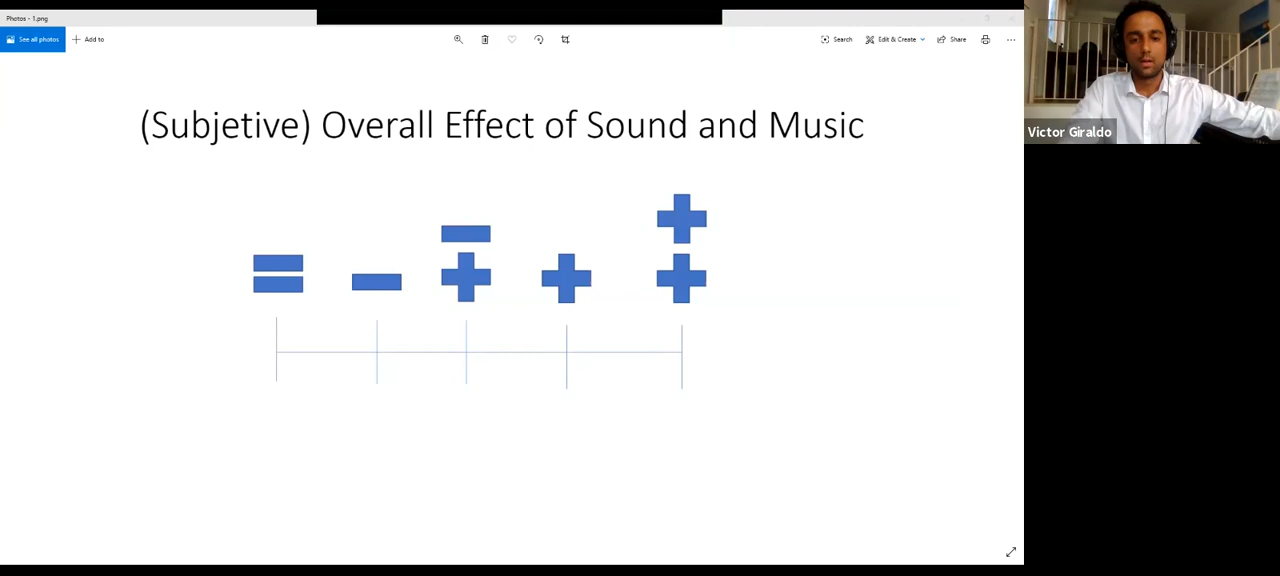 Photos - 1.png
See all photos
Add to
Search
Edit & Create
Share
(Subjetive) Overall Effect of Sound and Music
Victor Giraldo